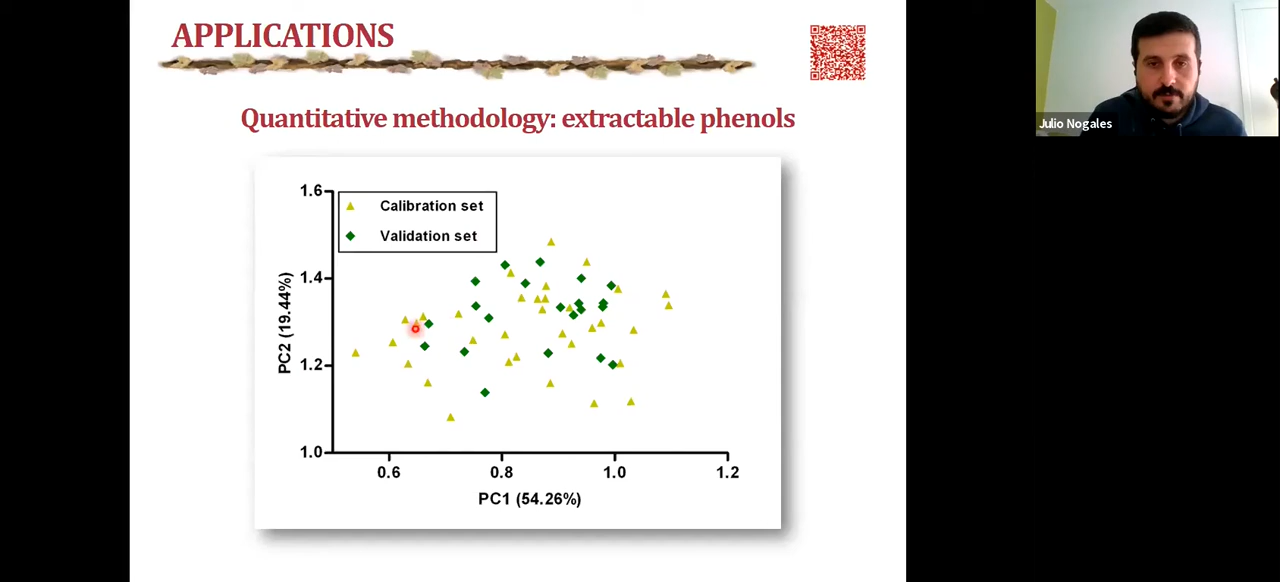 APPLICATIONS
Quantitative methodology: extractable phenols
Julio Nogales
1.6
Calibration set
Validation set
1.4
1.2
1.0
PC2 (19.44%)
0.6 0.8 1.0 1.2
PC1 (54.26%)